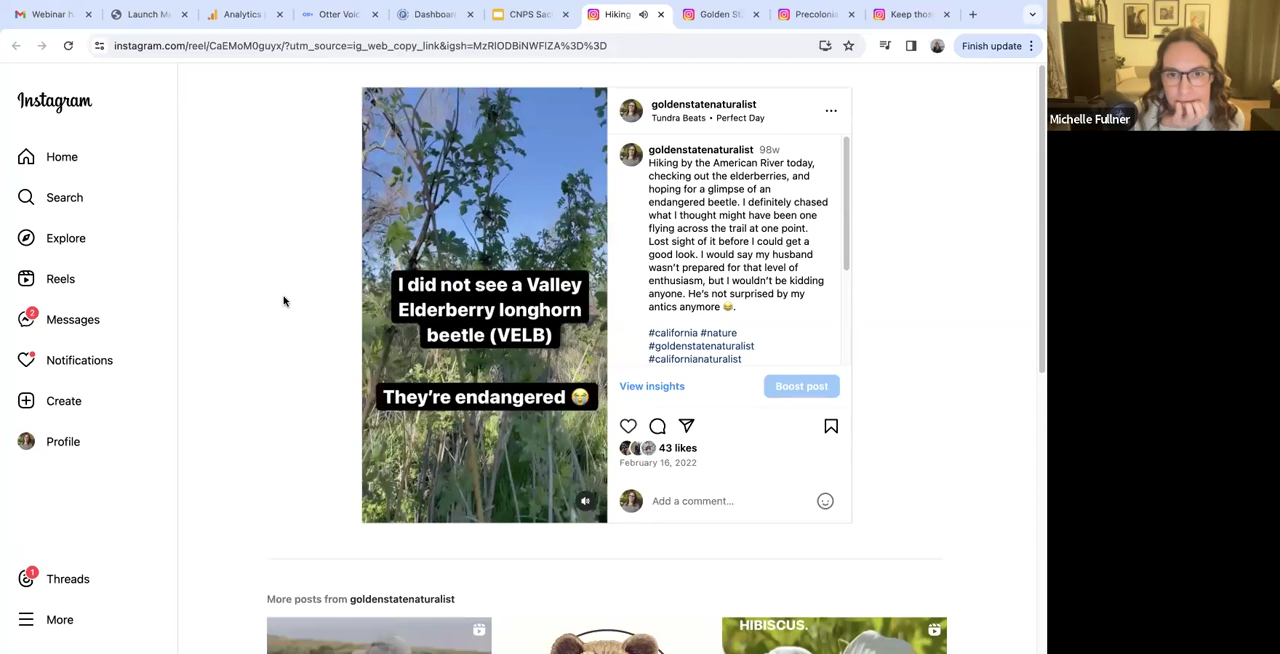 Webinar h
Launch M
Analytics
Otter Voic
Dashboar
CNPS Sac
Hiking
Golden St
Precolonia
Keep thos
instagram.com/reel/CaEMoM0guyx/?utm_source=ig_web_copy_link&igsh=MzRlODBiNWFlZA%3D%3D
Finish update
Instagram
Home
Search
Explore
Reels
2
Messages
Notifications
Create
Profile
1
Threads
More
I did not see a Valley
Elderberry longhorn
beetle (VELB)
They're endangered 😭
goldenstatenaturalist
Tundra Beats • Perfect Day
goldenstatenaturalist 98w
Hiking by the American River today,
checking out the elderberries, and
hoping for a glimpse of an
endangered beetle. I definitely chased
what I thought might have been one
flying across the trail at one point.
Lost sight of it before I could get a
good look. I would say my husband
wasn't prepared for that level of
enthusiasm, but I wouldn't be kidding
anyone. He's not surprised by my
antics anymore 😂.
#california #nature
#goldenstatenaturalist
#californianaturalist
View insights
Boost post
43 likes
February 16, 2022
Add a comment...
More posts from goldenstatenaturalist
HIBISCUS.
Michelle Fullner